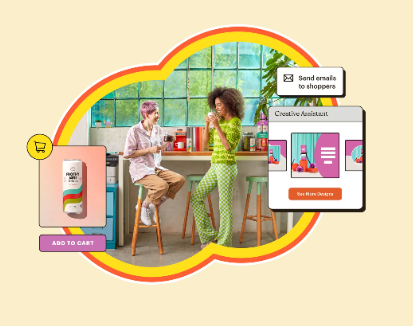 Send emails
to shoppers
Creative Assistant
See More Designs
ADD TO CART